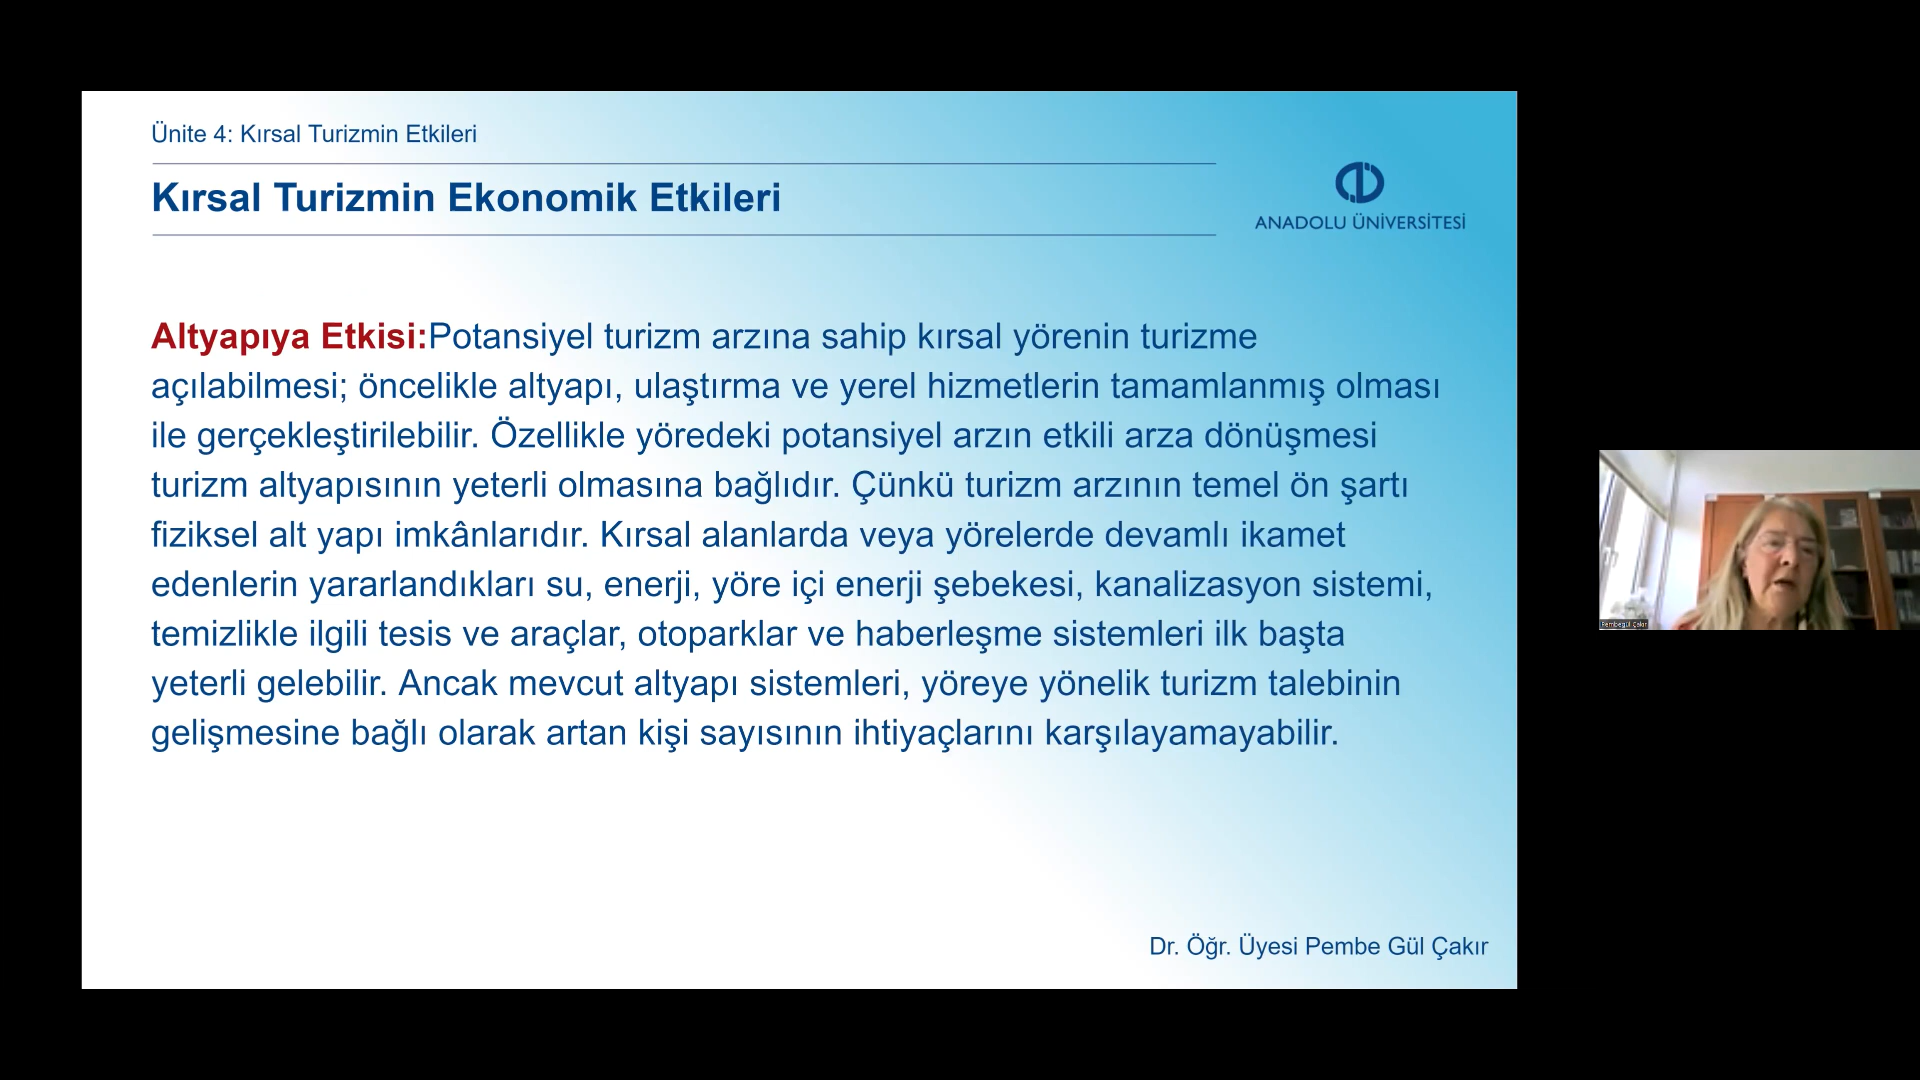 Ünite 4: Kırsal Turizmin Etkileri
Kırsal Turizmin Ekonomik Etkileri
ANADOLU ÜNİVERSİTESİ
Altyapıya Etkisi:Potansiyel turizm arzına sahip kırsal yörenin turizme
açılabilmesi; öncelikle altyapı, ulaştırma ve yerel hizmetlerin tamamlanmış olması
ile gerçekleştirilebilir. Özellikle yöredeki potansiyel arzın etkili arza dönüşmesi
turizm altyapısının yeterli olmasına bağlıdır. Çünkü turizm arzının temel ön şartı
fiziksel alt yapı imkânlarıdır. Kırsal alanlarda veya yörelerde devamlı ikamet
edenlerin yararlandıkları su, enerji, yöre içi enerji şebekesi, kanalizasyon sistemi,
temizlikle ilgili tesis ve araçlar, otoparklar ve haberleşme sistemleri ilk başta
yeterli gelebilir. Ancak mevcut altyapı sistemleri, yöreye yönelik turizm talebinin
gelişmesine bağlı olarak artan kişi sayısının ihtiyaçlarını karşılayamayabilir.
Pembegül Çakır
Dr. Öğr. Üyesi Pembe Gül Çakır